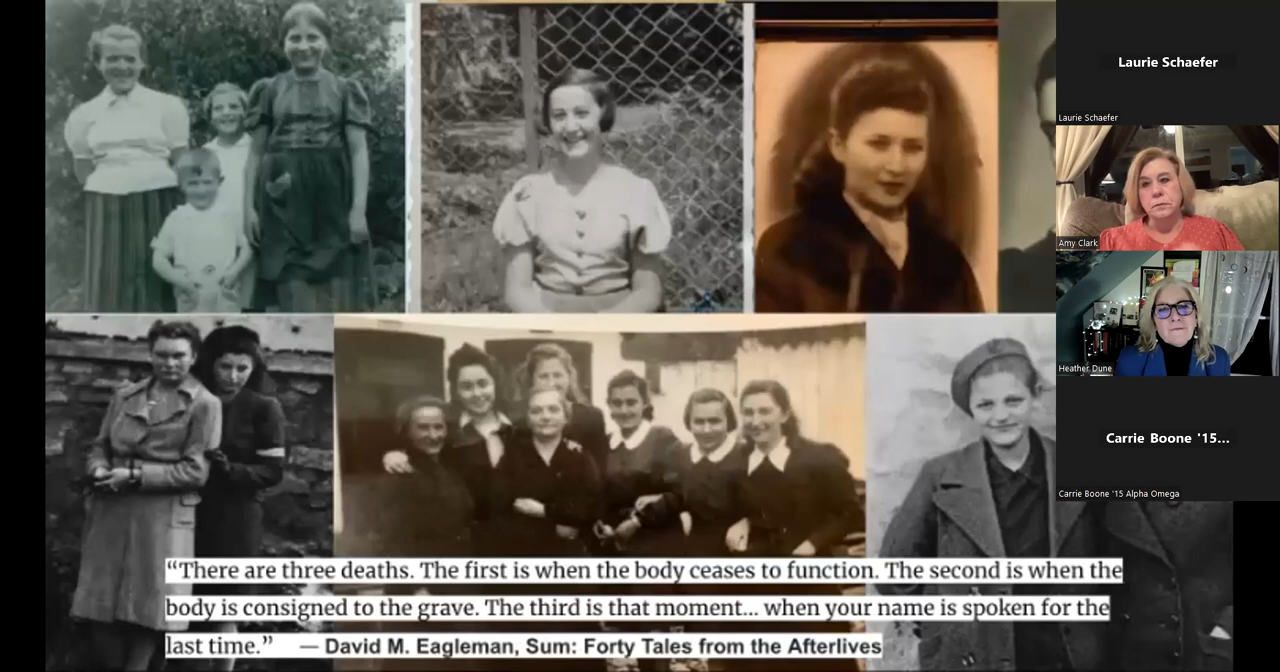 Laurie Schaefer
Laurie Schaefer
Amy Clark
Heather Dune
Carrie Boone '15...
Carrie Boone '15 Alpha Omega
“There are three deaths. The first is when the body ceases to function. The second is when the
body is consigned to the grave. The third is that moment... when your name is spoken for the
last time.” — David M. Eagleman, Sum: Forty Tales from the Afterlives